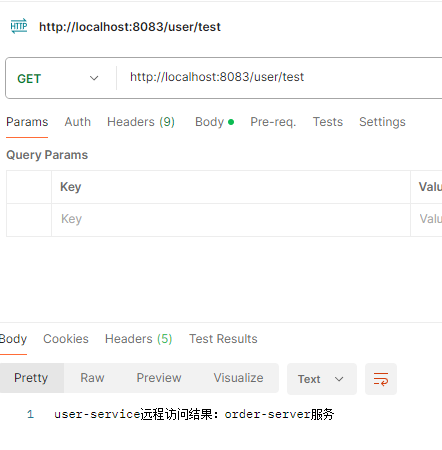 HTTP http://localhost:8083/user/test
GET http://localhost:8083/user/test
Params Auth Headers (9) Body Pre-req. Tests Settings
Query Params
Key Valu
Key Valu
Body Cookies Headers (5) Test Results
Pretty Raw Preview Visualize Text
1 user-service远程访问结果：order-server服务